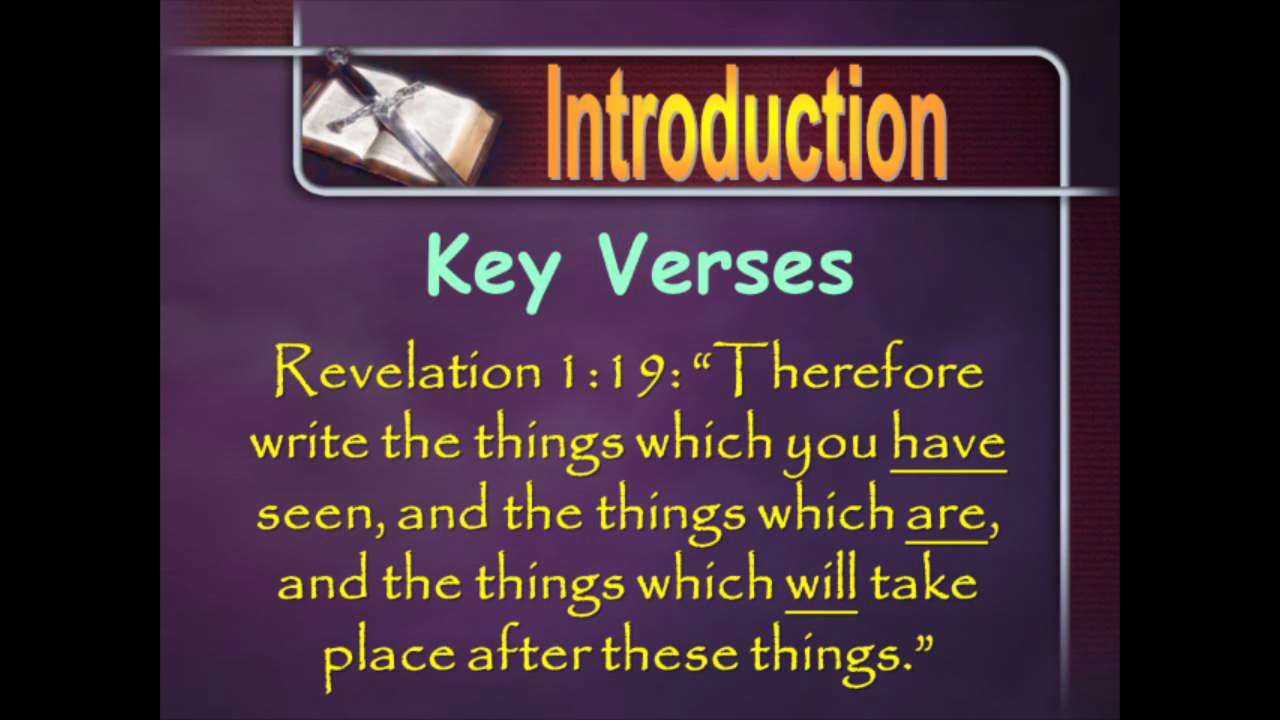 Introduction
Key Verses
Revelation 1:19: “Therefore
write the things which you have
seen, and the things which are,
and the things which will take
place after these things.”